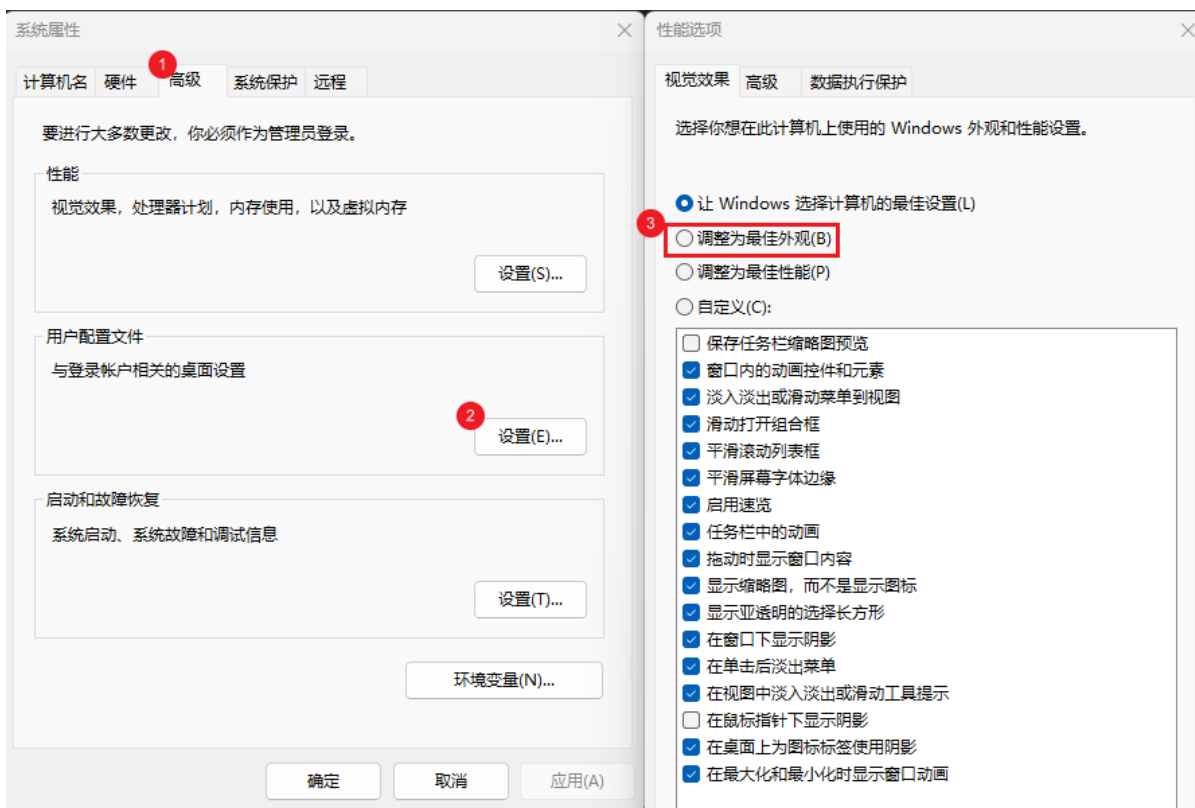 系统属性
1
计算机名 硬件 高级 系统保护 远程
要进行大多数更改，你必须作为管理员登录。
性能
视觉效果，处理器计划，内存使用，以及虚拟内存
设置(S)...
用户配置文件
与登录帐户相关的桌面设置
2
设置(E)...
启动和故障恢复
系统启动、系统故障和调试信息
设置(T)...
环境变量(N)...
确定 取消 应用(A)
性能选项
视觉效果 高级 数据执行保护
选择你想在此计算机上使用的 Windows 外观和性能设置。
让 Windows 选择计算机的最佳设置(L)
3
调整为最佳外观(B)
调整为最佳性能(P)
自定义(C):
保存任务栏缩略图预览
窗口内的动画控件和元素
淡入淡出或滑动菜单到视图
滑动打开组合框
平滑滚动列表框
平滑屏幕字体边缘
启用速览
任务栏中的动画
拖动时显示窗口内容
显示缩略图，而不是显示图标
显示亚透明的选择长方形
在窗口下显示阴影
在单击后淡出菜单
在视图中淡入淡出或滑动工具提示
在鼠标指针下显示阴影
在桌面上为图标标签使用阴影
在最大化和最小化时显示窗口动画